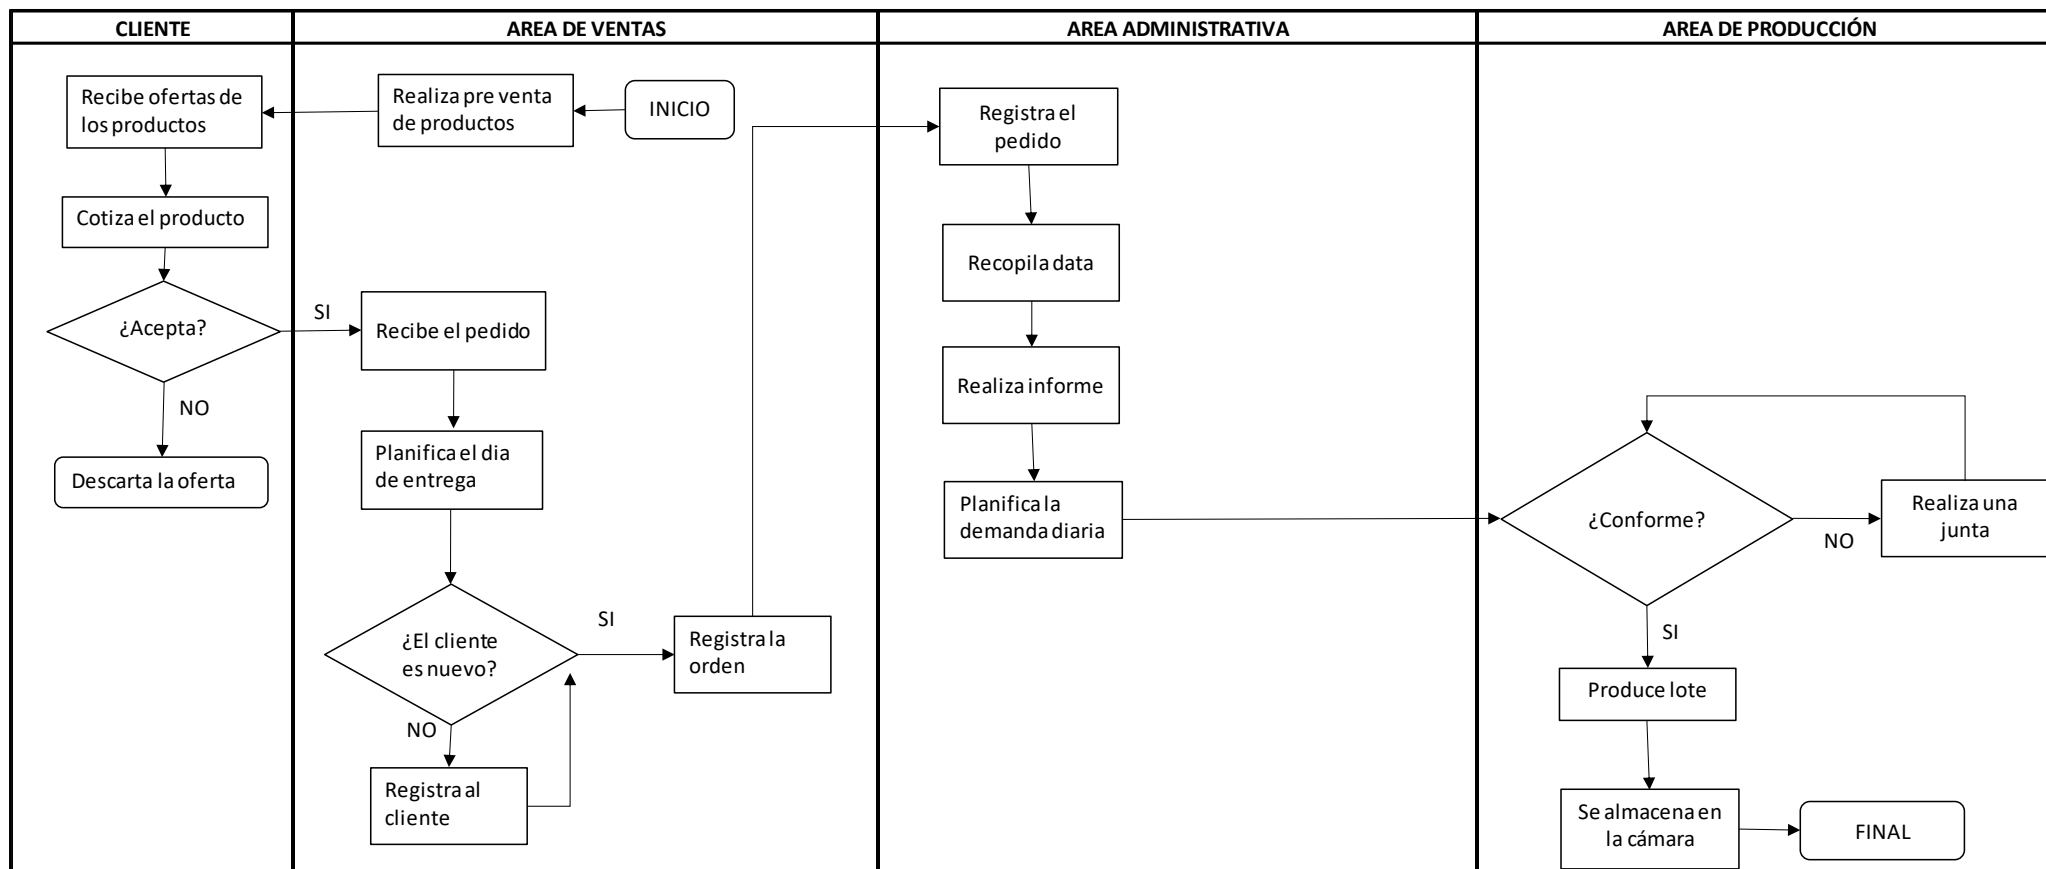 CLIENTE
AREA DE VENTAS
AREA ADMINISTRATIVA
AREA DE PRODUCCIÓN
Recibe ofertas de
los productos
Realiza pre venta
de productos
INICIO
Cotiza el producto
¿Acepta?
SI
NO
Descarta la oferta
Recibe el pedido
Planifica el dia
de entrega
¿El cliente
es nuevo?
SI
NO
Registra al
cliente
Registra la
orden
Registra el
pedido
Recopila data
Realiza informe
Planifica la
demanda diaria
¿Conforme?
NO
Realiza una
junta
SI
Produce lote
Se almacena en
la cámara
FINAL